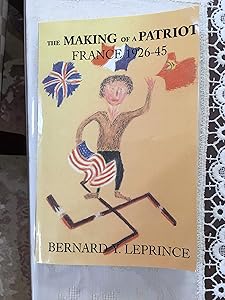 THE MAKING OF A PATRIOT
FRANCE 1926-45
BERNARD Y. LEPRINCE